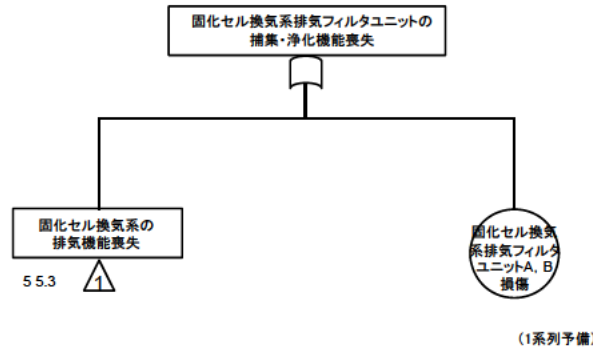 固化セル換気系排気フィルタユニットの
捕集・浄化機能喪失
固化セル換気系の
排気機能喪失
5 5.3
1
固化セル換気
系排気フィルタ
ユニットA, B
損傷
(1系列予備)